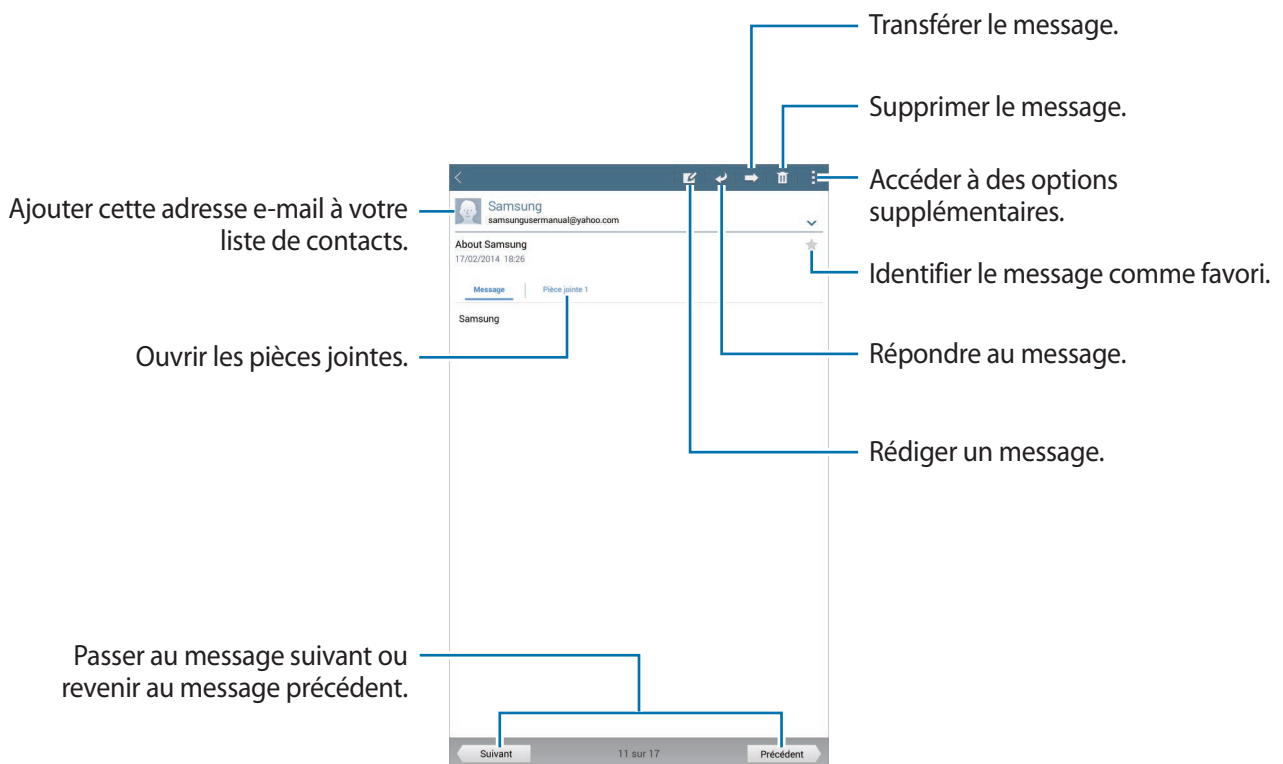 Transférer le message.
Supprimer le message.
Accéder à des options
supplémentaires.
Ajouter cette adresse e-mail à votre
liste de contacts.
Samsung
samsungusermanual@yahoo.com
About Samsung
17/02/2014 18:26
Identifier le message comme favori.
Message
Pièce jointe 1
Samsung
Ouvrir les pièces jointes.
Répondre au message.
Rédiger un message.
Passer au message suivant ou
revenir au message précédent.
Suivant
11 sur 17
Précédent